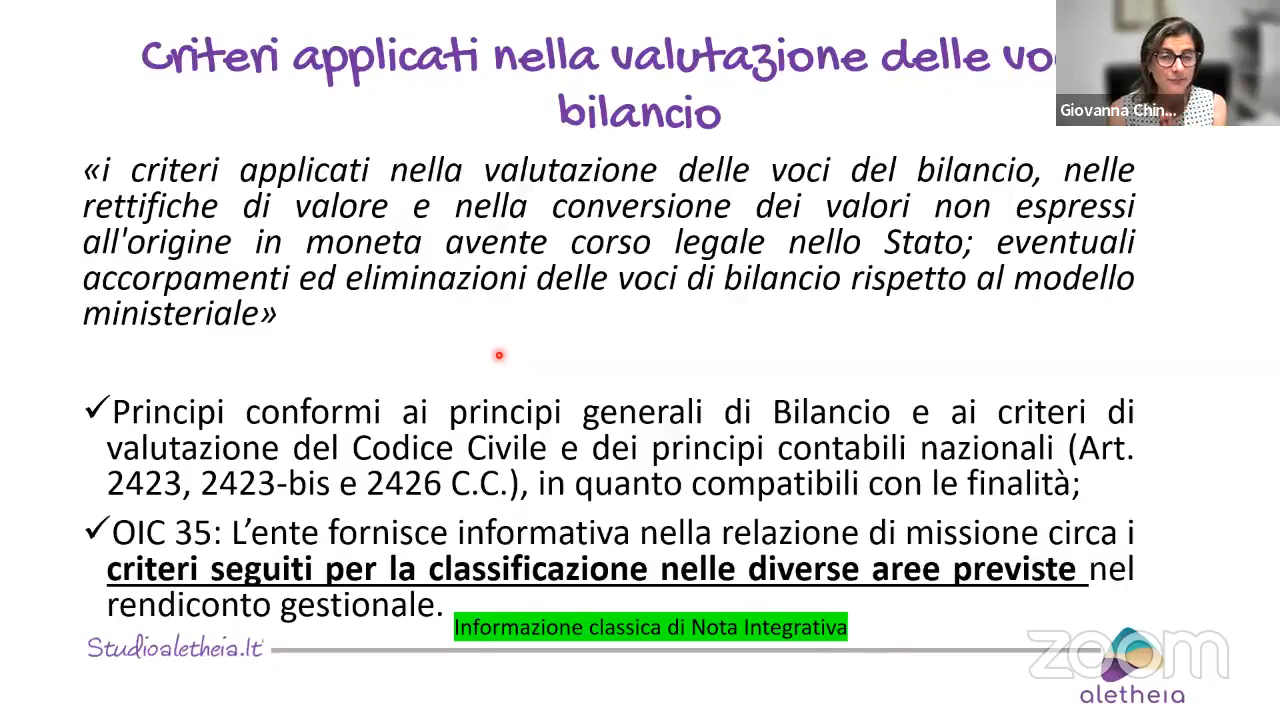 Criteri applicati nella valutazione delle vo
bilancio
Giovanna Chin...
«i criteri applicati nella valutazione delle voci del bilancio, nelle
rettifiche di valore e nella conversione dei valori non espressi
all'origine in moneta avente corso legale nello Stato; eventuali
accorpamenti ed eliminazioni delle voci di bilancio rispetto al modello
ministeriale»
✓Principi conformi ai principi generali di Bilancio e ai criteri di
valutazione del Codice Civile e dei principi contabili nazionali (Art.
2423, 2423-bis e 2426 C.C.), in quanto compatibili con le finalità;
✓OIC 35: L’ente fornisce informativa nella relazione di missione circa i
criteri seguiti per la classificazione nelle diverse aree previste nel
rendiconto gestionale.
Informazione classica di Nota Integrativa
Studioaletheia.It
zoom
aletheia